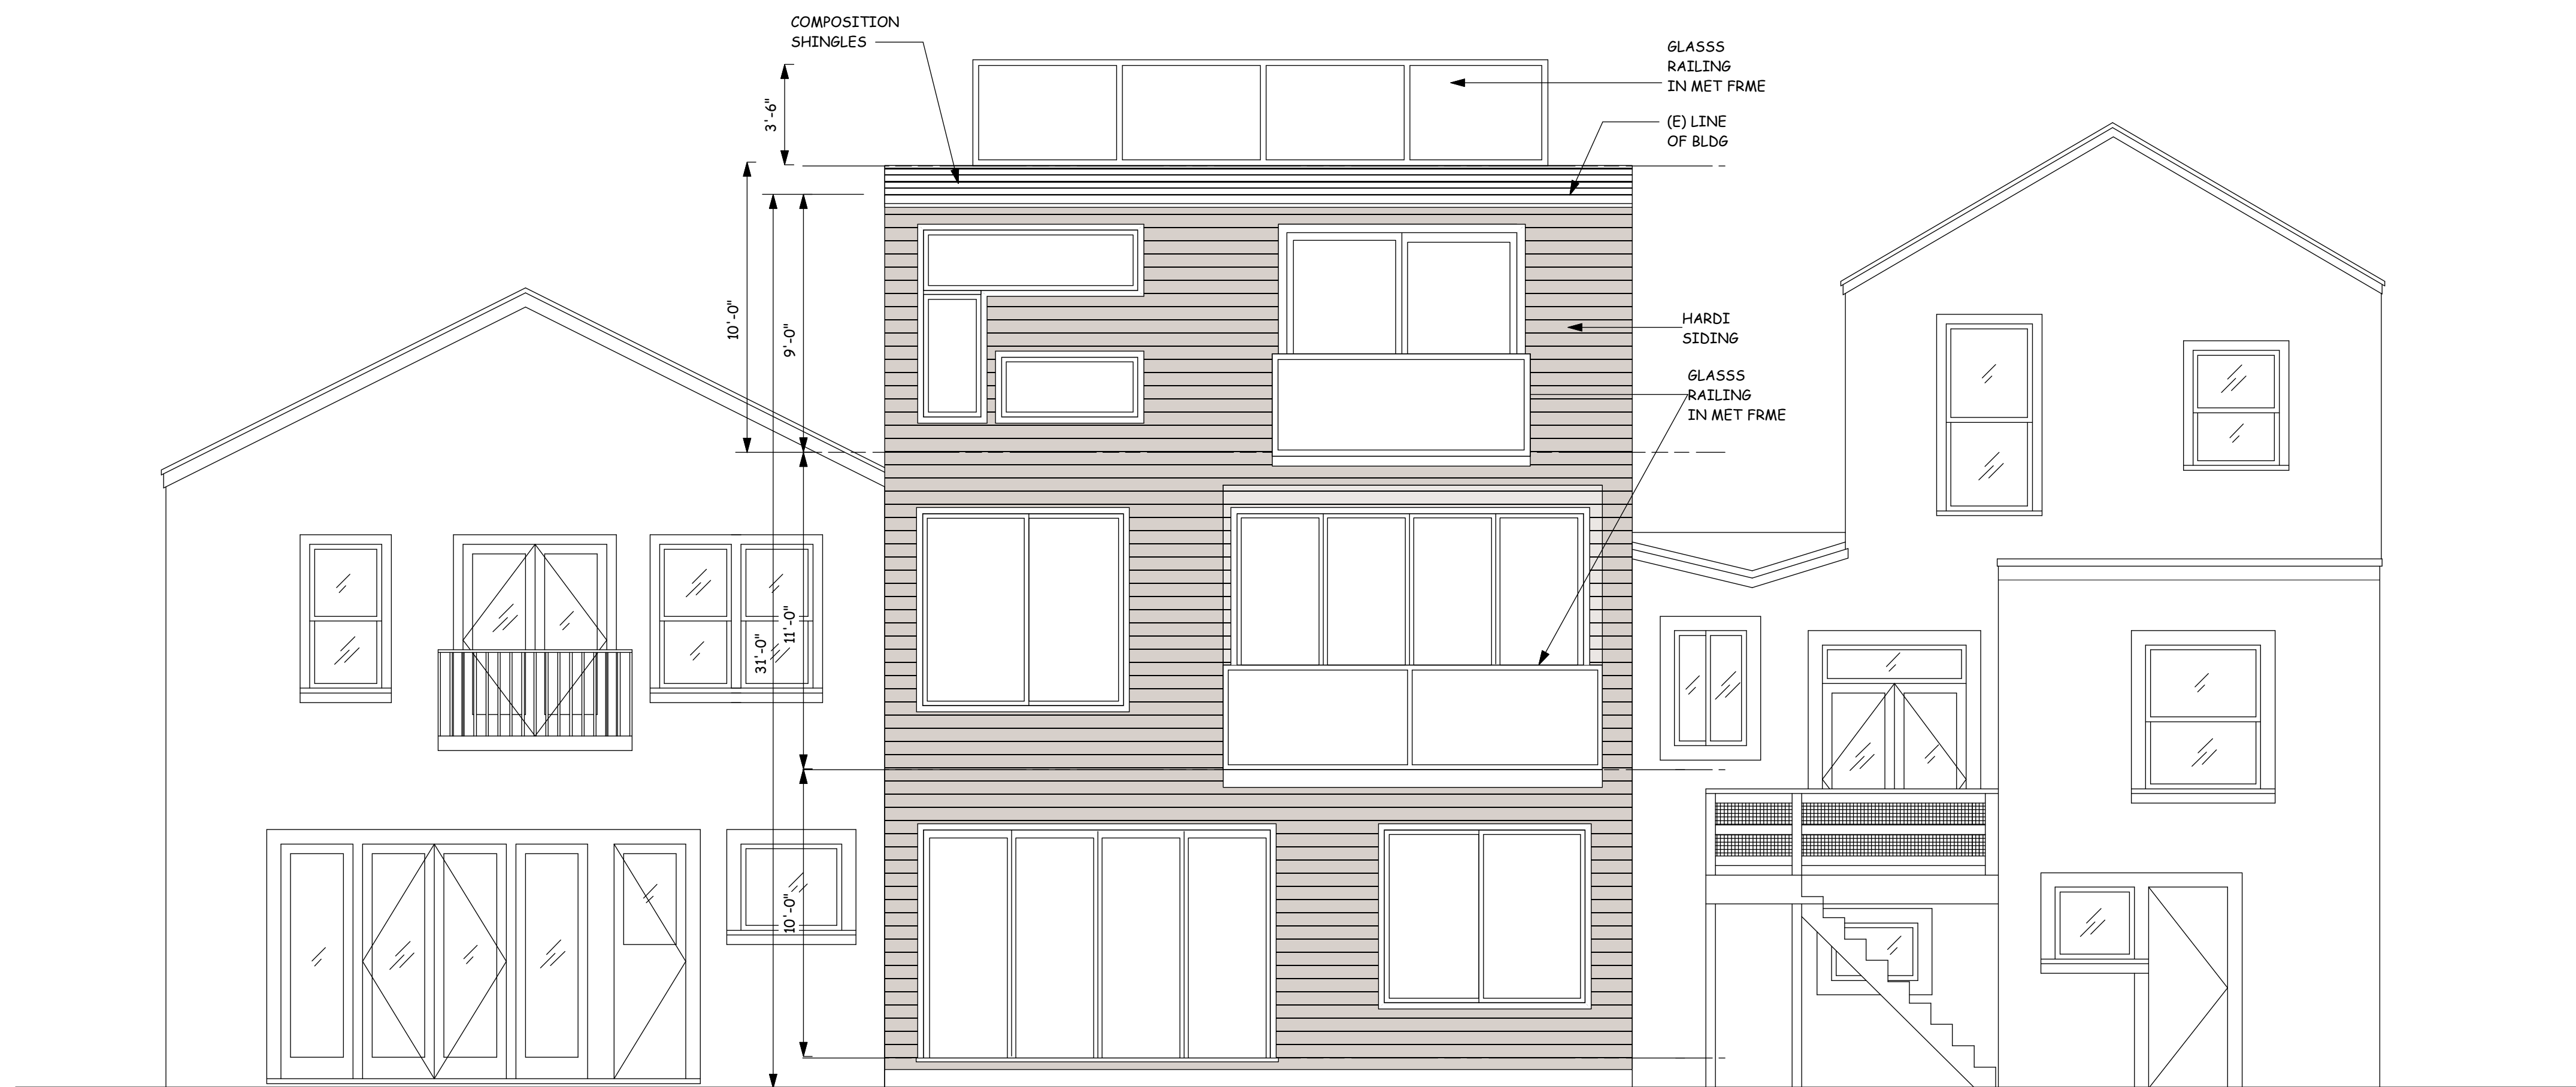 COMPOSITION
SHINGLES
GLASSS
RAILING
IN MET FRME
3'-6"
(E) LINE
OF BLDG
10'-0"
9'-0"
HARDI
SIDING
GLASSS
RAILING
IN MET FRME
11'-0"
31'-0"
10'-0"